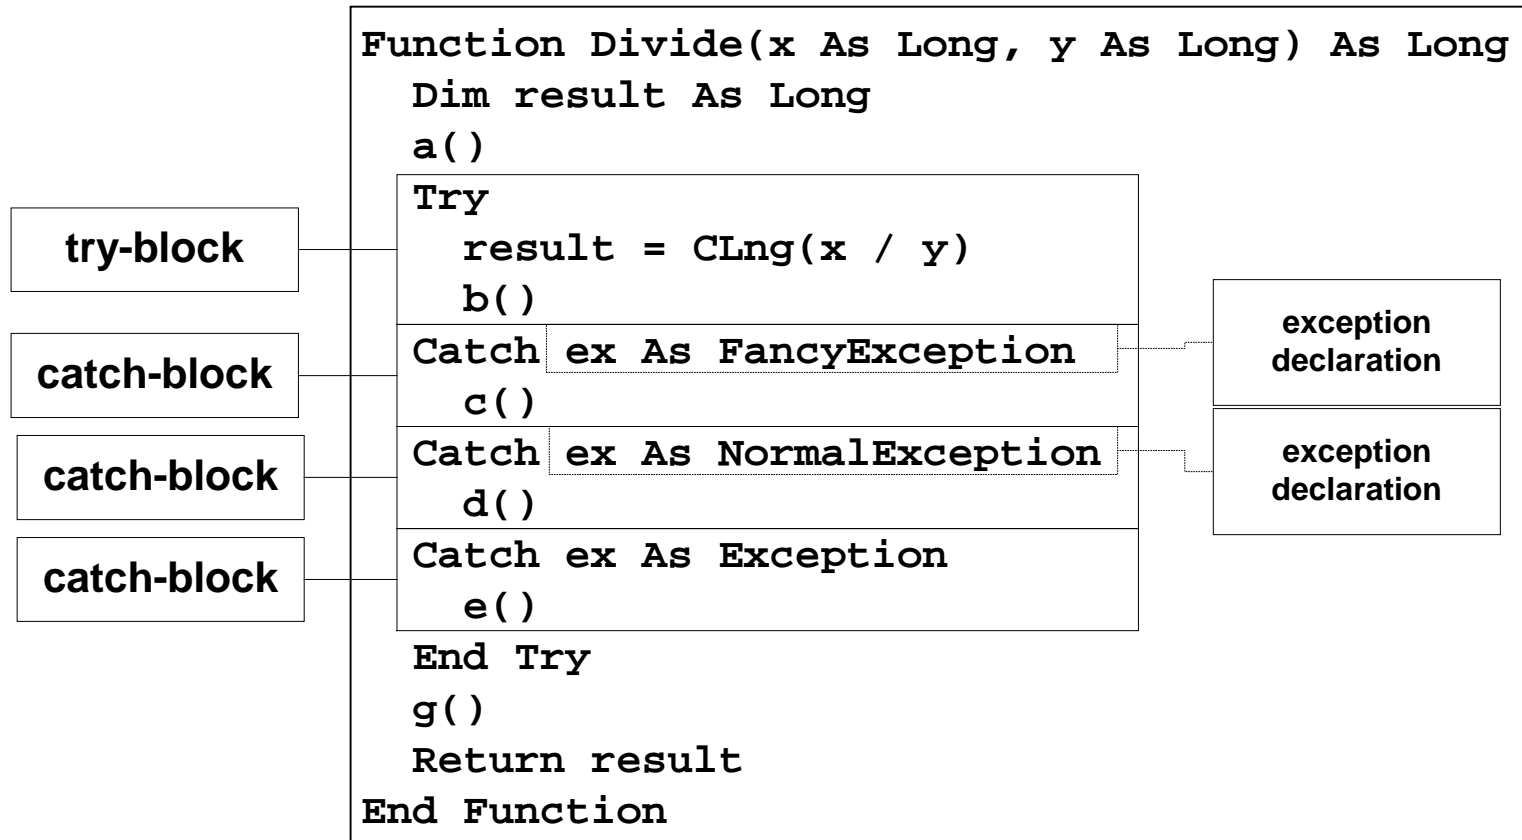 Function Divide(x As Long, y As Long) As Long
Dim result As Long
a()
Try
result = CLng(x / y)
b()
Catch ex As FancyException
c()
Catch ex As NormalException
d()
Catch ex As Exception
e()
End Try
g()
Return result
End Function
try-block
catch-block
catch-block
catch-block
exception
declaration
exception
declaration